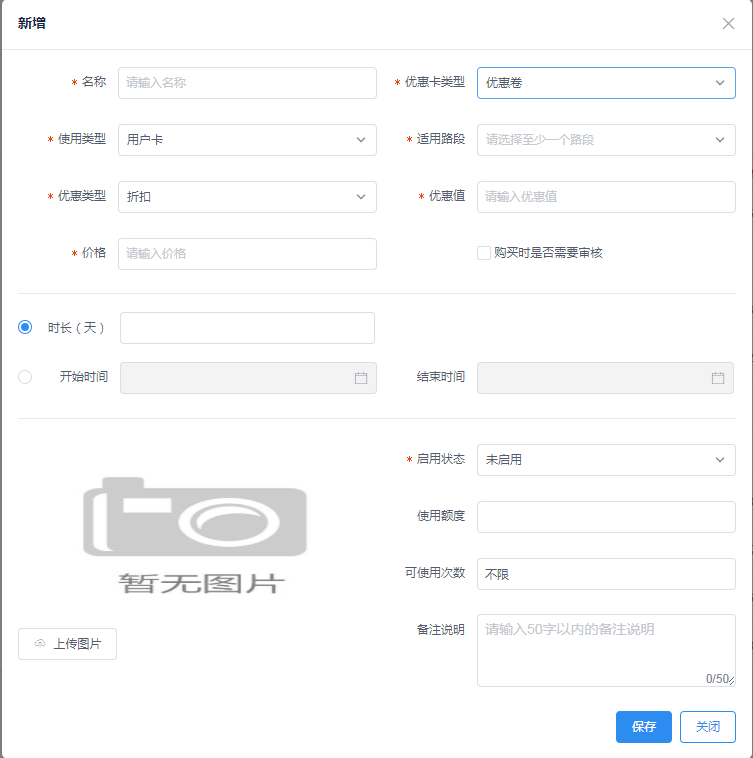 新增
* 名称 请输入名称 * 优惠卡类型 优惠卷
* 使用类型 用户卡 * 适用路段 请选择至少一个路段
* 优惠类型 折扣 * 优惠值 请输入优惠值
* 价格 请输入价格 购买时是否需要审核
时长（天）
开始时间 结束时间
* 启用状态 未启用
使用额度
暂无图片
可使用次数 不限
备注说明 请输入50字以内的备注说明
上传图片
0/50
保存 关闭